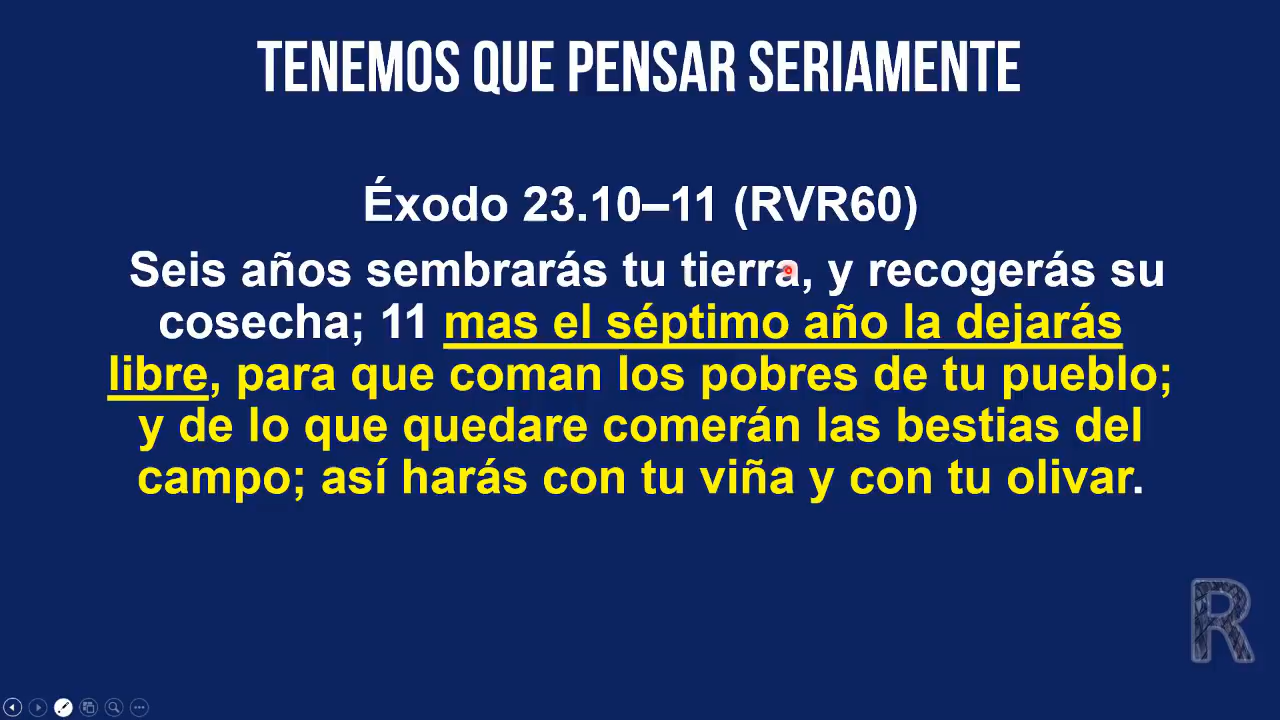 TENEMOS QUE PENSAR SERIAMENTE
Éxodo 23.10–11 (RVR60)
Seis años sembrarás tu tierra, y recogerás su
cosecha; 11 mas el séptimo año la dejarás
libre, para que coman los pobres de tu pueblo;
y de lo que quedare comerán las bestias del
campo; así harás con tu viña y con tu olivar.
R